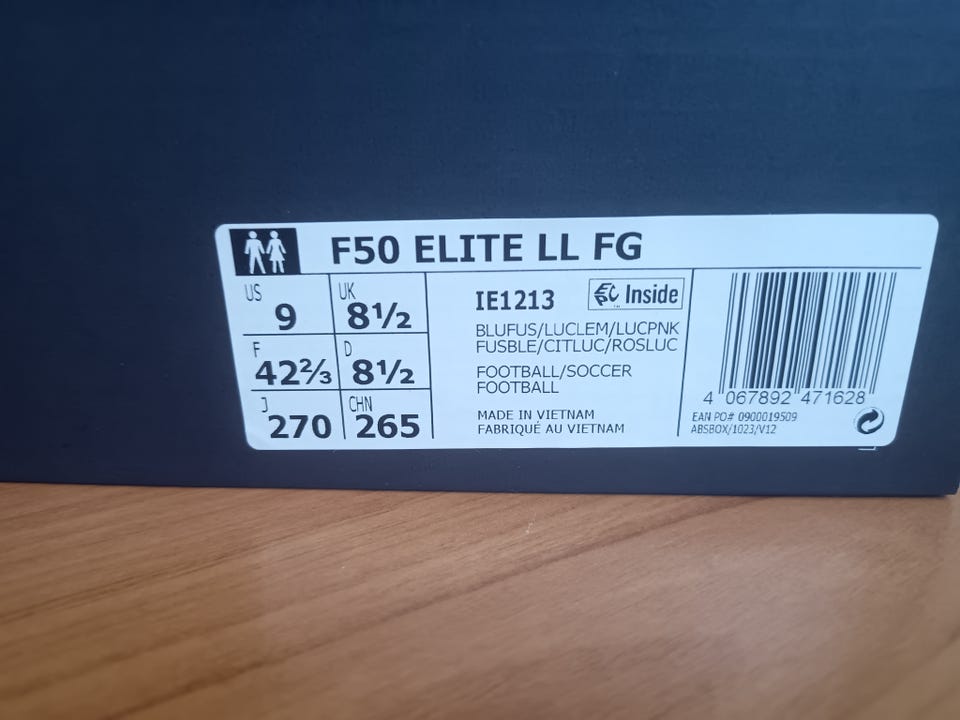 F50 ELITE LL FG
US 9
UK 8½
F 42⅔
D 8½
J 270
CHN 265
IE1213
Inside
BLUFUS/LUCLEM/LUCPNK
FUSBLE/CITLUC/ROSLUC
FOOTBALL/SOCCER
FOOTBALL
MADE IN VIETNAM
FABRIQUÉ AU VIETNAM
4 067892 471628
EAN PO# 0900019509
ABSBOX/1023/V12